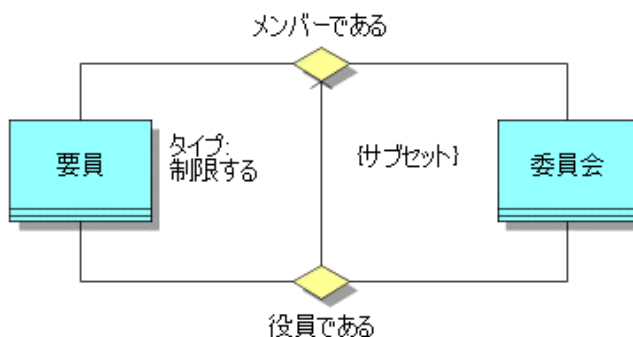 メンバーである
要員
タイプ:
制限する
{サブセット}
委員会
役員である